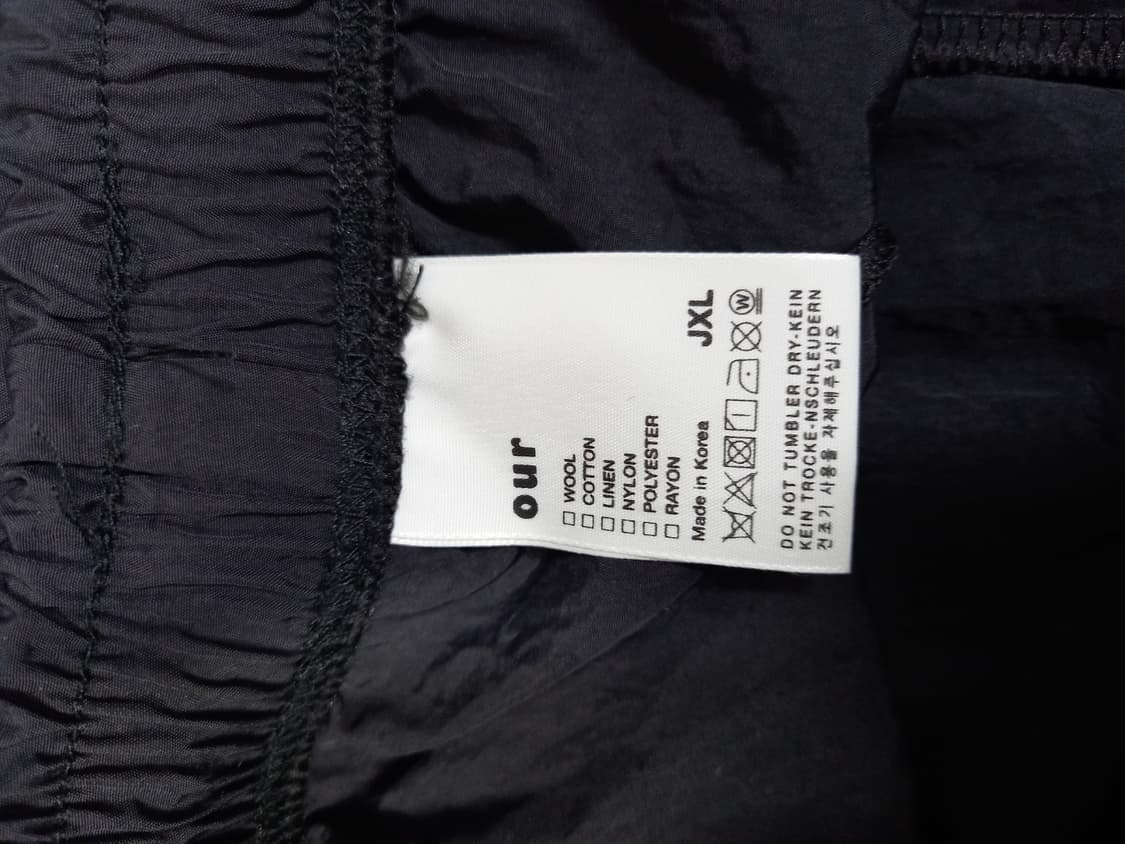 our
☐ WOOL
☐ COTTON
☐ LINEN
☐ NYLON
☐ POLYESTER
☐ RAYON
Made in Korea JXL
W
DO NOT TUMBLER DRY-KEIN
KEIN TROCKE-NSCHLEUDERN
건조기 사용을 자제해주십시오